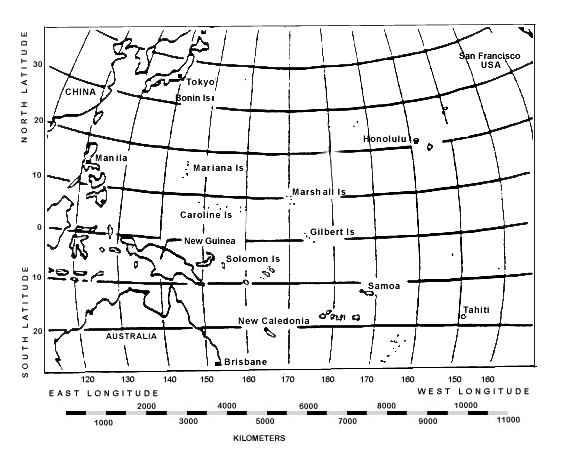 NORTH LATITUDE
SOUTH LATITUDE
30
20
10
0
10
20
San Francisco
USA
CHINA
Tokyo
Bonin Is
Honolulu
Manila
Mariana Is
Marshall Is
Caroline Is
Gilbert Is
New Guinea
Solomon Is
Samoa
Tahiti
New Caledonia
AUSTRALIA
Brisbane
120 130 140 150 160 170 180 170 160 150 160
EAST LONGITUDE WEST LONGITUDE
2000 4000 6000 8000 10000
1000 3000 5000 7000 9000 11000
KILOMETERS